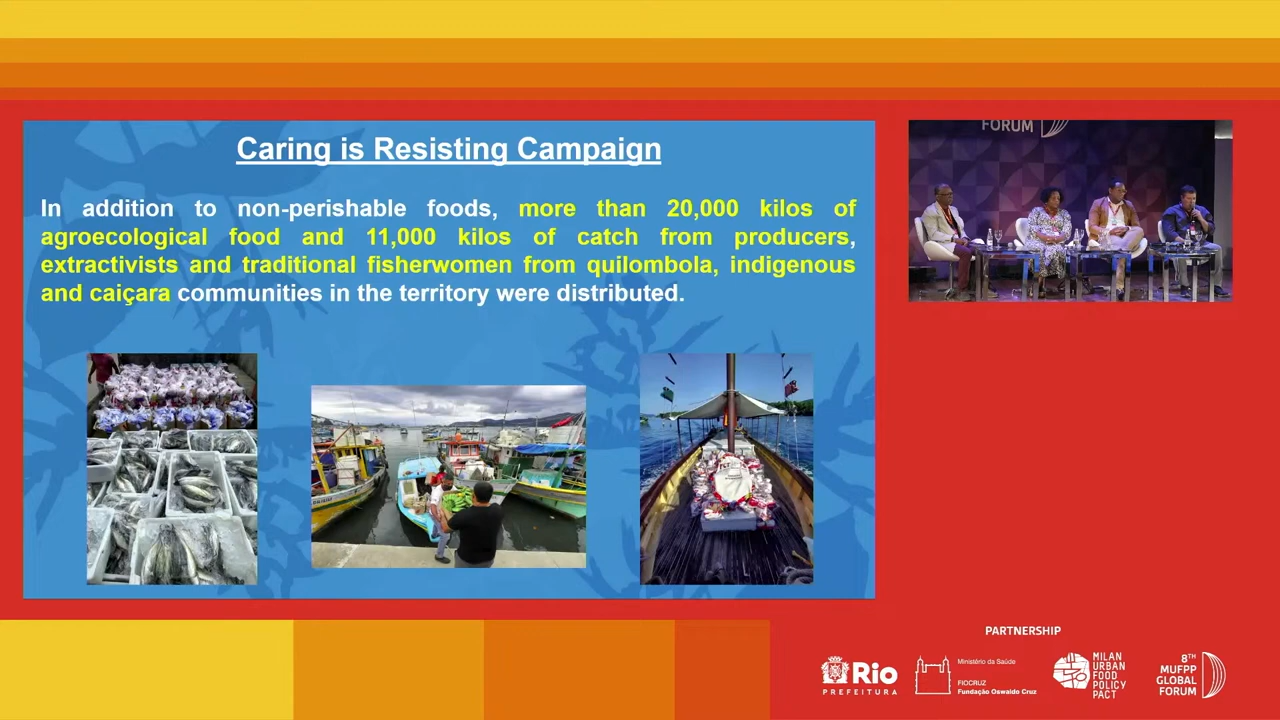 Caring is Resisting Campaign
In addition to non-perishable foods, more than 20,000 kilos of
agroecological food and 11,000 kilos of catch from producers,
extractivists and traditional fisherwomen from quilombola, indigenous
and caiçara communities in the territory were distributed.
FORUM
PARTNERSHIP
Rio
PREFEITURA
Ministério da Saúde
FIOCRUZ
Fundação Oswaldo Cruz
MILAN
URBAN
FOOD
POLICY
PACT
8TH
MUFPP
GLOBAL
FORUM